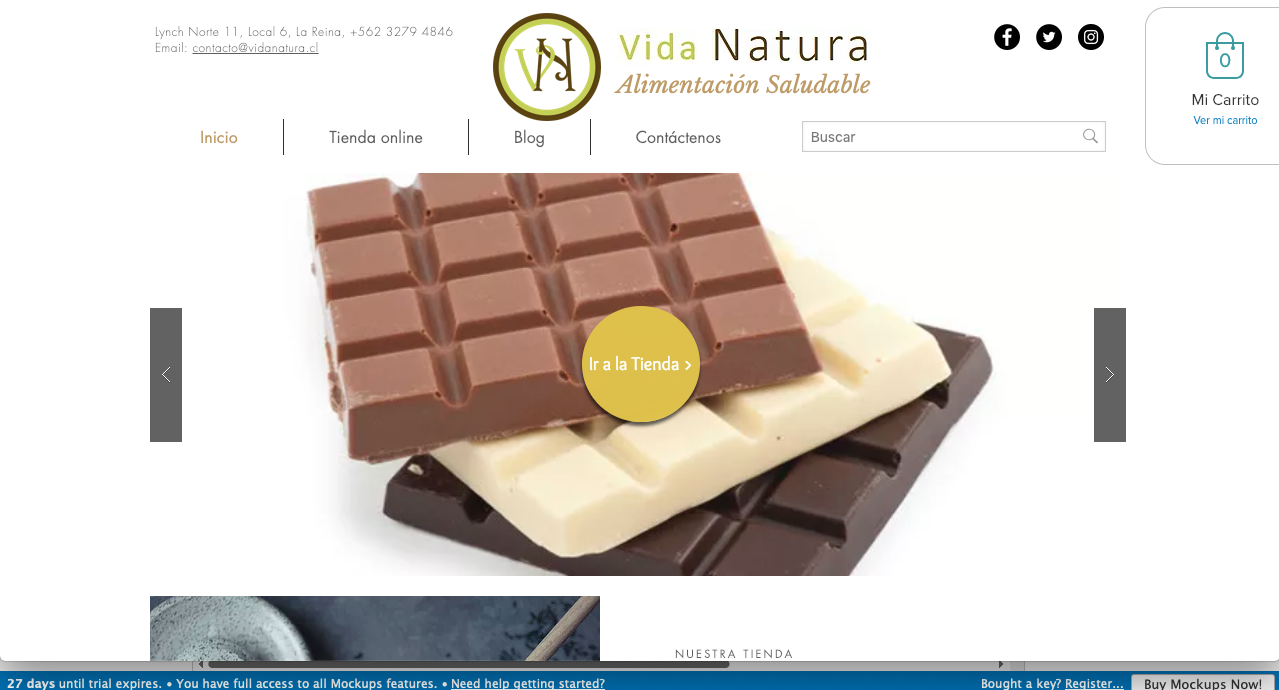 Lynch Norte 11, Local 6, La Reina, +562 3279 4846
Email: contacto@vidanatura.cl
VN
Vida Natura
Alimentación Saludable
0
Mi Carrito
Ver mi carrito
Inicio
Tienda online
Blog
Contáctenos
Buscar
Ir a la Tienda >
NUESTRA TIENDA
27 days until trial expires. • You have full access to all Mockups features. • Need help getting started?
Bought a key? Register...
Buy Mockups Now!